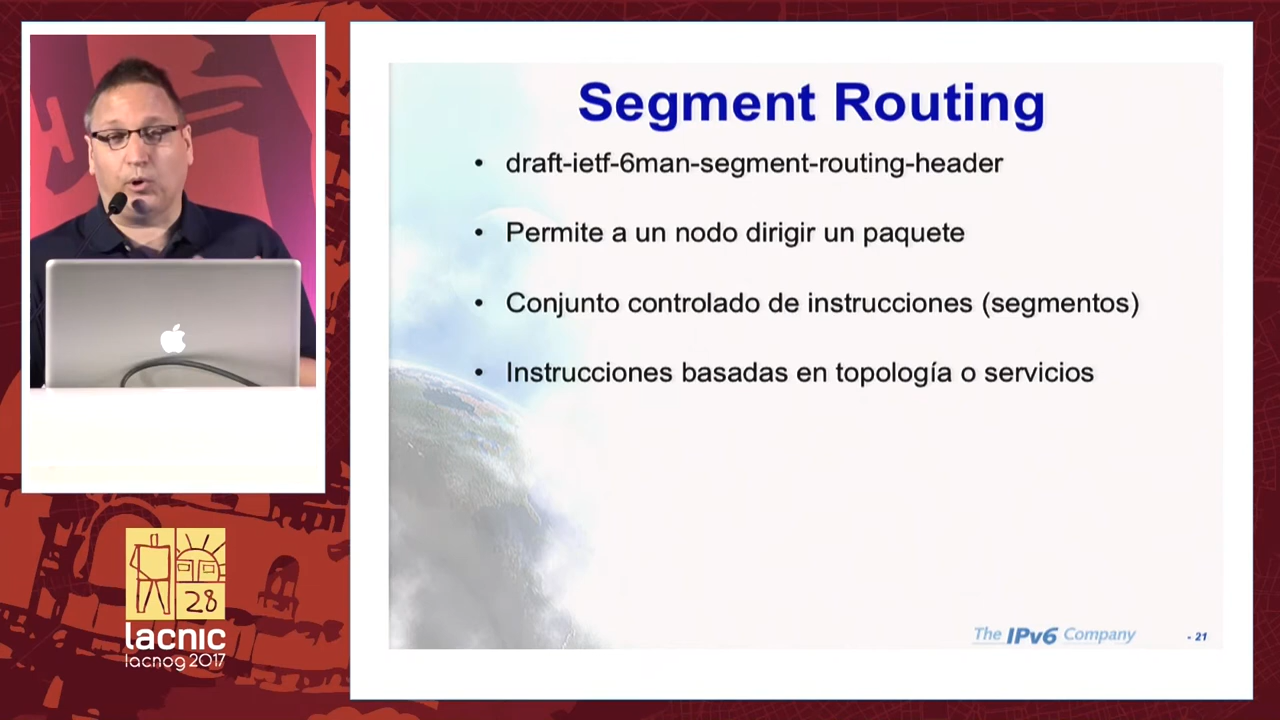 Segment Routing
• draft-ietf-6man-segment-routing-header
• Permite a un nodo dirigir un paquete
• Conjunto controlado de instrucciones (segmentos)
• Instrucciones basadas en topología o servicios
The IPv6 Company
- 21
28
lacnic
lacnog 2017